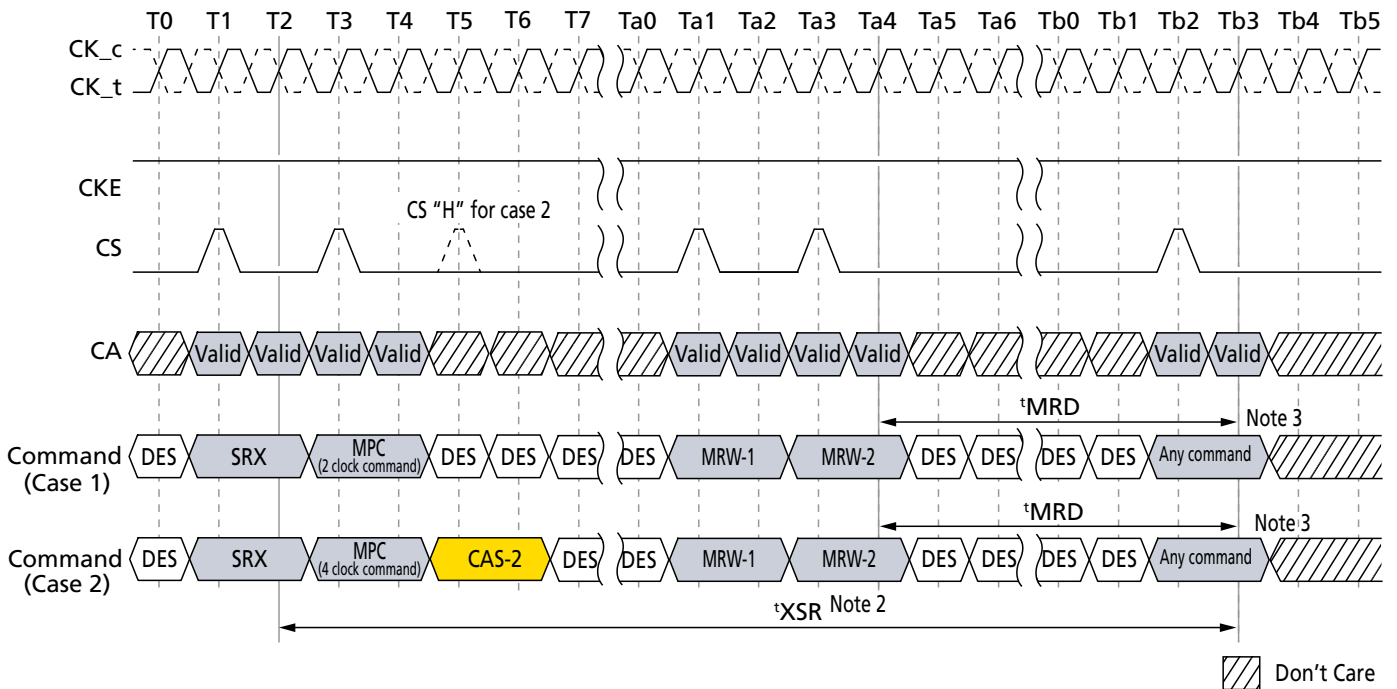 T0 T1 T2 T3 T4 T5 T6 T7 Ta0 Ta1 Ta2 Ta3 Ta4 Ta5 Ta6 Tb0 Tb1 Tb2 Tb3 Tb4 Tb5
CK_c
CK_t
CKE
CS "H" for case 2
CS
CA Valid Valid Valid Valid Valid Valid Valid Valid Valid Valid
tMRD Note 3
Command (Case 1) DES SRX MPC (2 clock command) DES DES DES DES MRW-1 MRW-2 DES DES DES DES Any command
tMRD Note 3
Command (Case 2) DES SRX MPC (4 clock command) CAS-2 DES DES MRW-1 MRW-2 DES DES DES DES Any command
tXSR Note 2
Don't Care